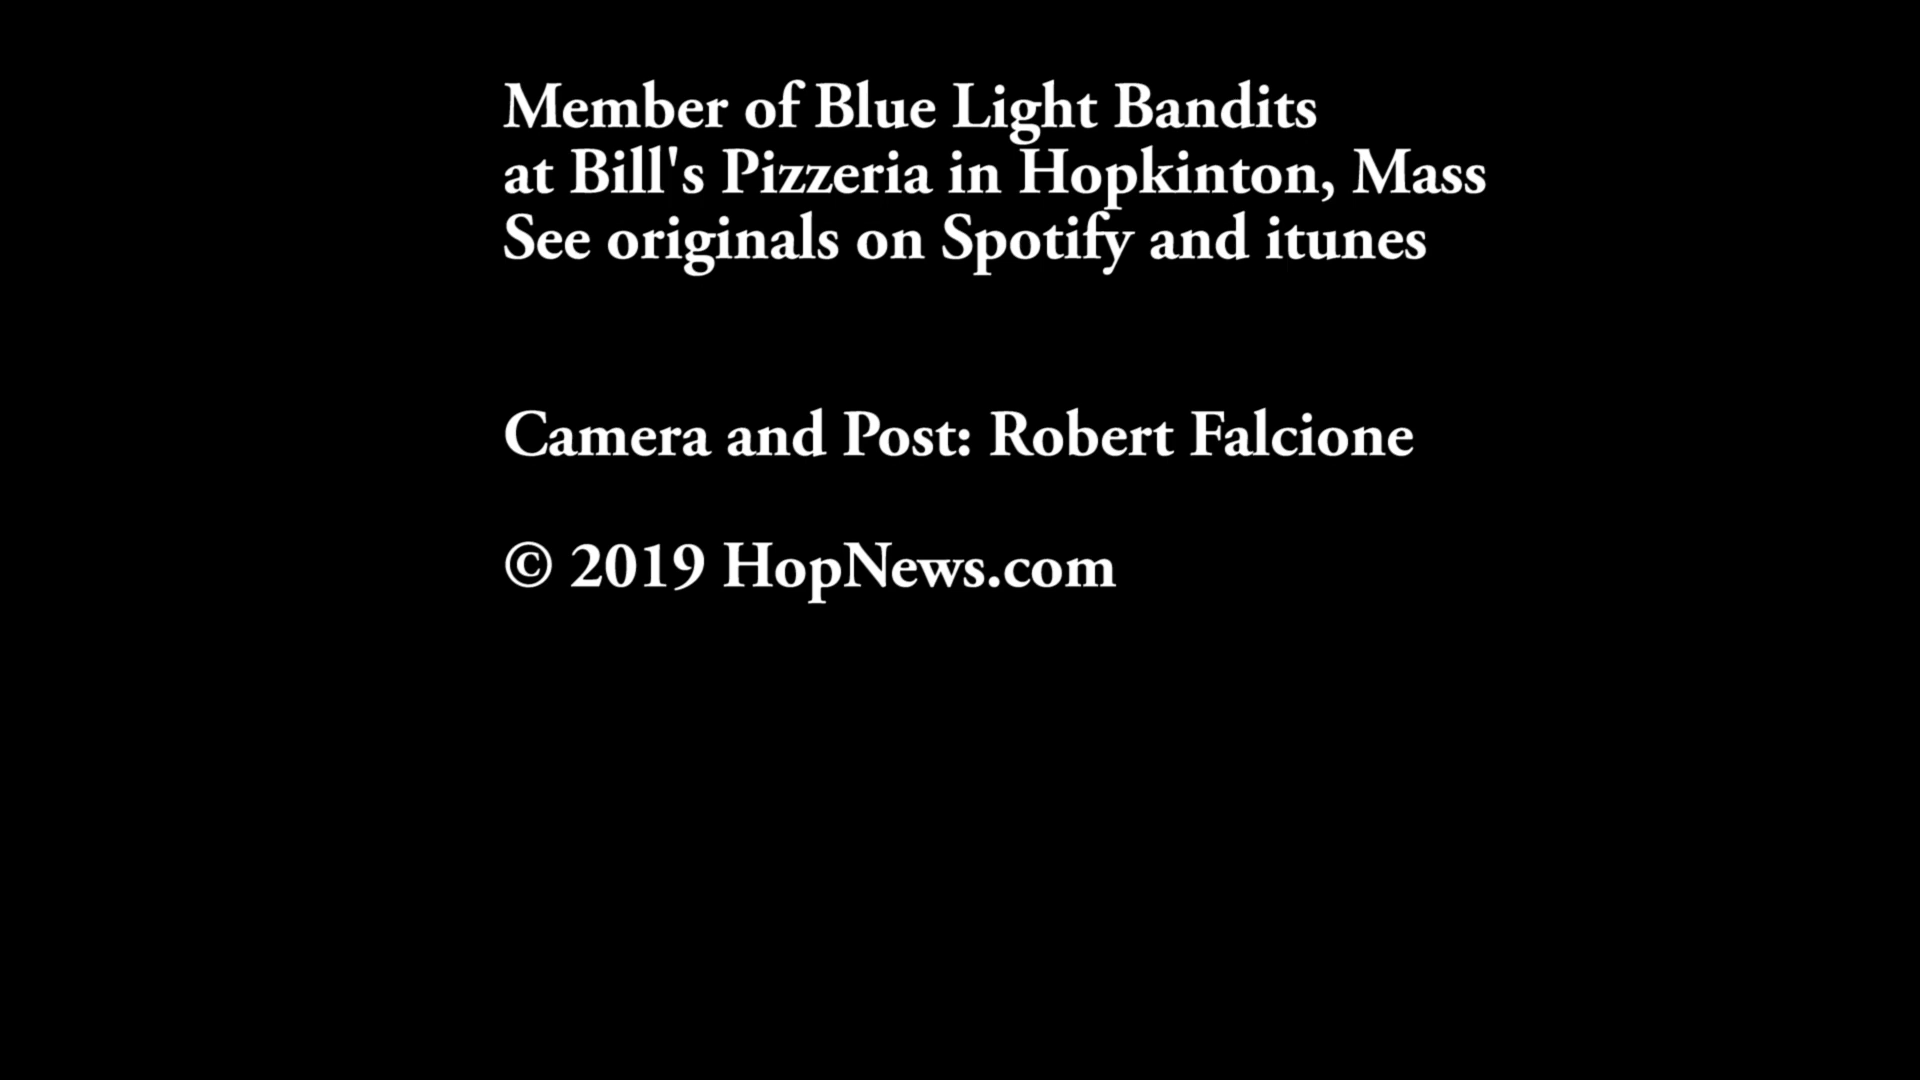 Member of Blue Light Bandits
at Bill's Pizzeria in Hopkinton, Mass
See originals on Spotify and itunes
Camera and Post: Robert Falcione
© 2019 HopNews.com